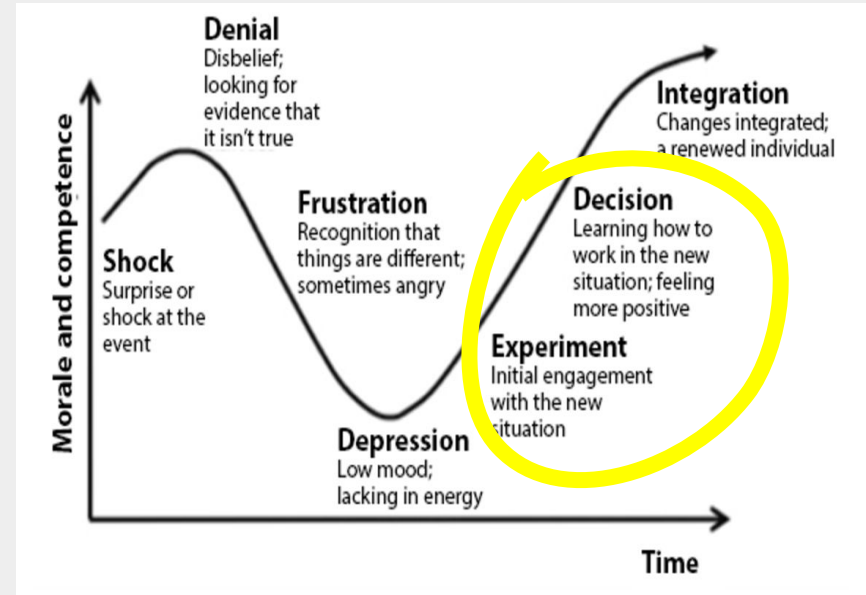 Denial
Disbelief;
looking for
evidence that
it isn't true
Morale and competence
Shock
Surprise or
shock at the
event
Frustration
Recognition that
things are different;
sometimes angry
Depression
Low mood;
lacking in energy
Experiment
Initial engagement
with the new
situation
Decision
Learning how to
work in the new
situation; feeling
more positive
Integration
Changes integrated;
a renewed individual
Time